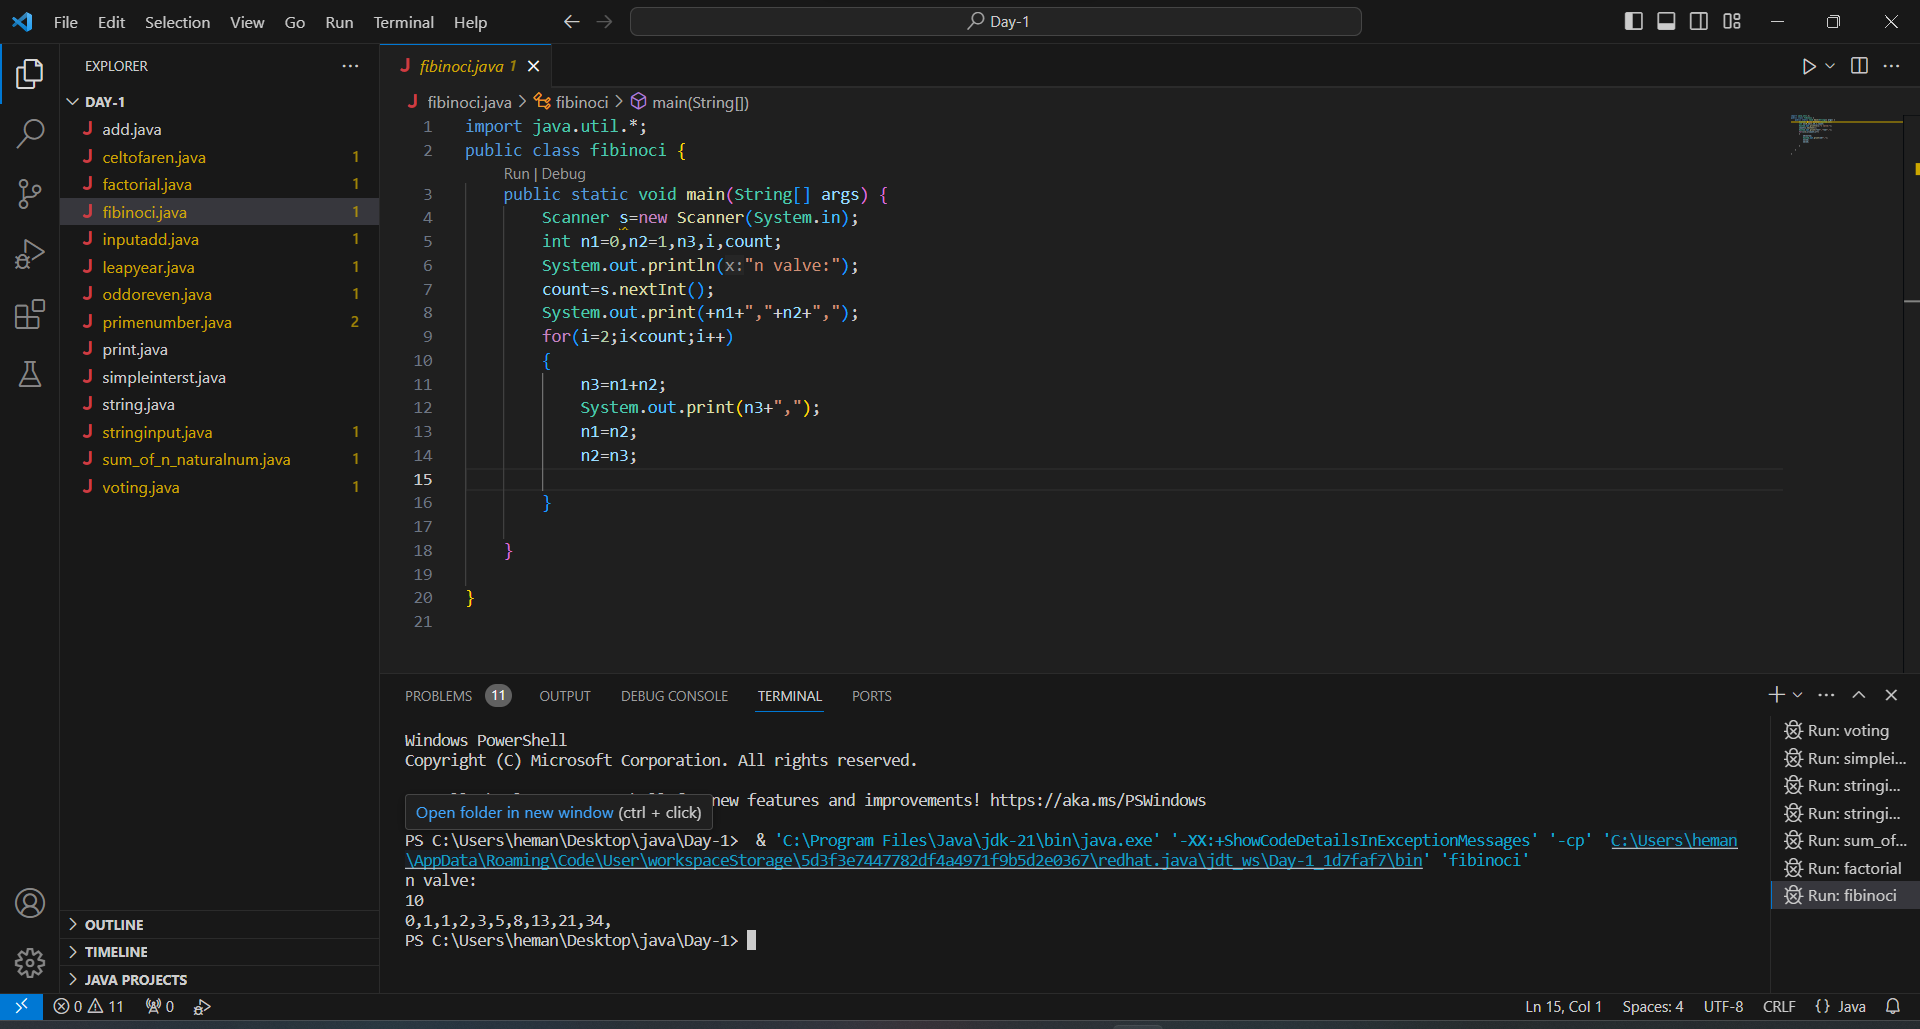 File Edit Selection View Go Run Terminal Help
Day-1
EXPLORER
DAY-1
J add.java
J celtofaren.java 1
J factorial.java 1
J fibinoci.java 1
J inputadd.java 1
J leapyear.java 1
J oddoreven.java 1
J primenumber.java 2
J print.java
J simpleinterst.java
J string.java
J stringinput.java 1
J sum_of_n_naturalnum.java 1
J voting.java 1
OUTLINE
TIMELINE
JAVA PROJECTS
J fibinoci.java 1
J fibinoci.java > fibinoci > main(String[])
1 import java.util.*;
2 public class fibinoci {
Run | Debug
3 public static void main(String[] args) {
4 Scanner s=new Scanner(System.in);
5 int n1=0,n2=1,n3,i,count;
6 System.out.println(x:"n valve:");
7 count=s.nextInt();
8 System.out.print(+n1+","+n2+",");
9 for(i=2;i<count;i++)
10 {
11 n3=n1+n2;
12 System.out.print(n3+",");
13 n1=n2;
14 n2=n3;
15
16 }
17
18 }
19
20 }
21
PROBLEMS 11 OUTPUT DEBUG CONSOLE TERMINAL PORTS
Windows PowerShell
Copyright (C) Microsoft Corporation. All rights reserved.
new features and improvements! https://aka.ms/PSWindows
Open folder in new window (ctrl + click)
PS C:\Users\heman\Desktop\java\Day-1> & 'C:\Program Files\Java\jdk-21\bin\java.exe' '-XX:+ShowCodeDetailsInExceptionMessages' '-cp' 'C:\Users\heman
\AppData\Roaming\Code\User\workspaceStorage\5d3f3e7447782df4a4971f9b5d2e0367\redhat.java\jdt_ws\Day-1_1d7faf7\bin' 'fibinoci'
n valve:
10
0,1,1,2,3,5,8,13,21,34,
PS C:\Users\heman\Desktop\java\Day-1>
Run: voting
Run: simplei...
Run: stringi...
Run: stringi...
Run: sum_of...
Run: factorial
Run: fibinoci
0 11 0
Ln 15, Col 1 Spaces: 4 UTF-8 CRLF {} Java